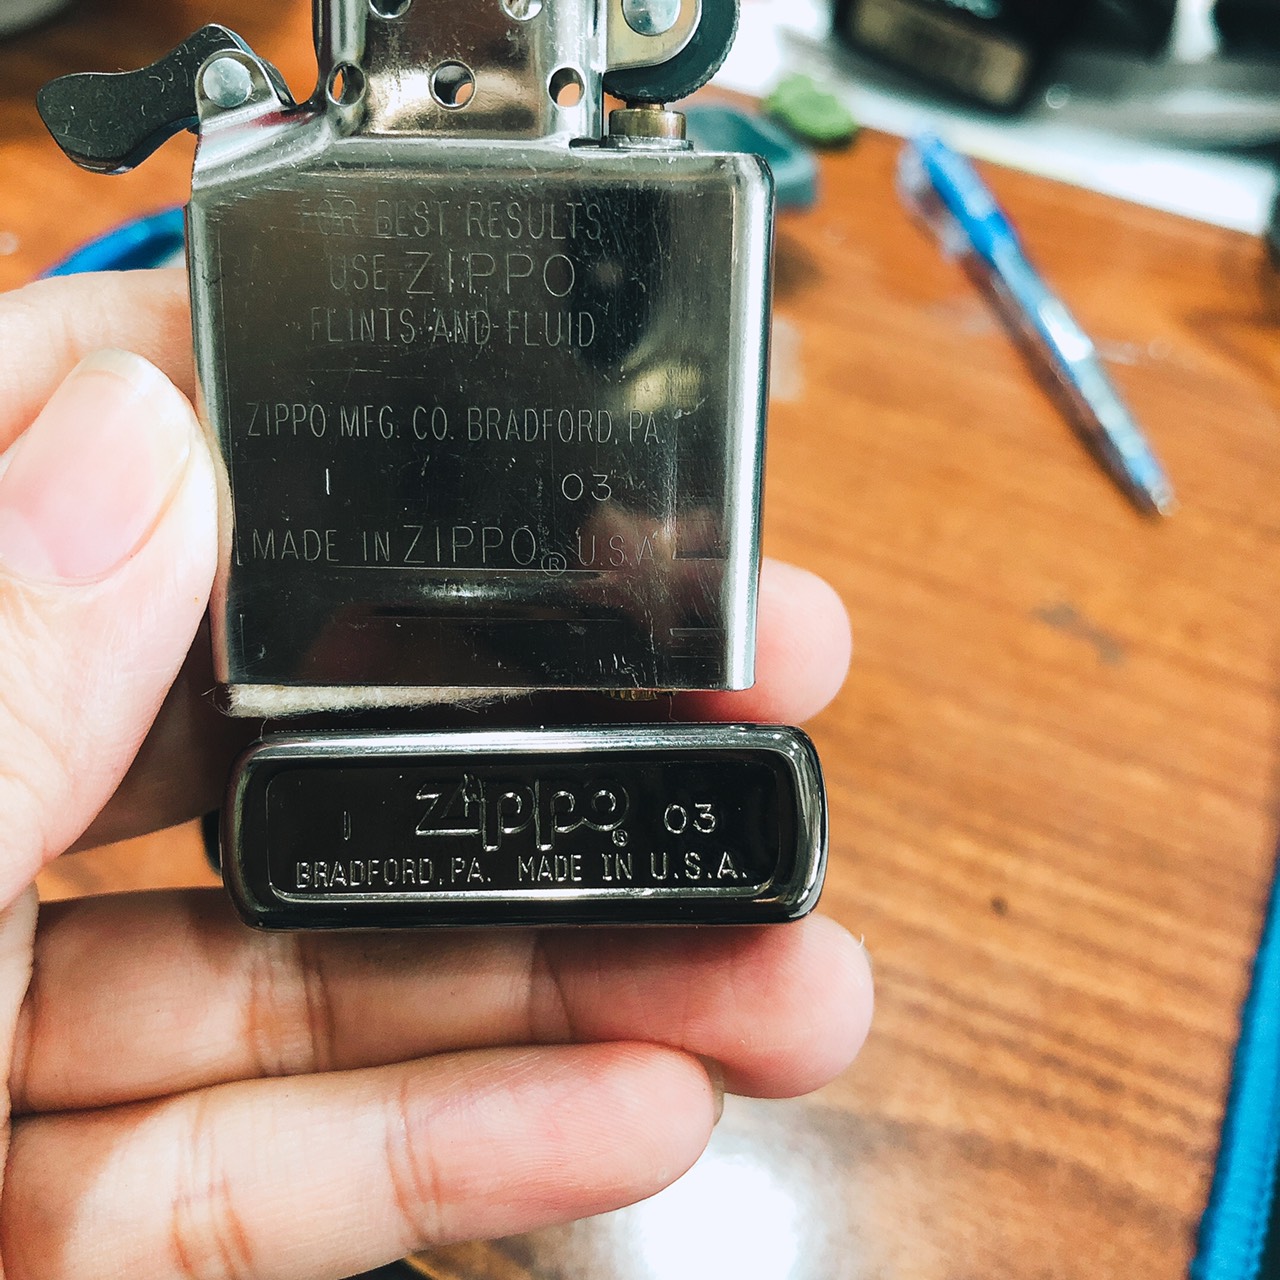 FOR BEST RESULTS
USE ZIPPO
FLINTS AND FLUID
ZIPPO MFG. CO. BRADFORD, PA.
I 03
MADE IN ZIPPO® U.S.A
I zippo® 03
BRADFORD, PA. MADE IN U.S.A.